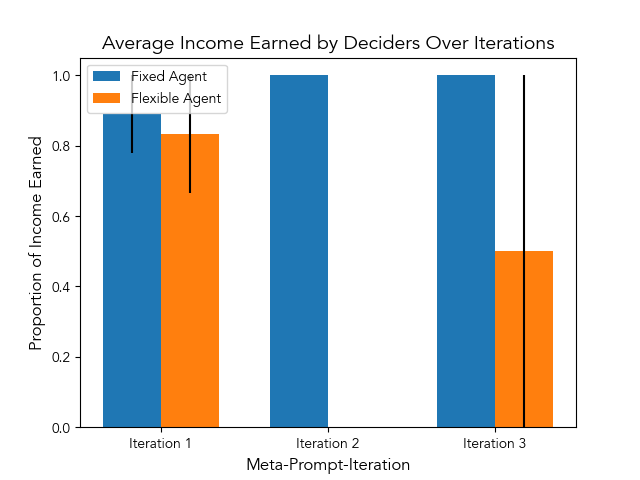 Average Income Earned by Deciders Over Iterations
Fixed Agent
Flexible Agent
Proportion of Income Earned
1.0
0.8
0.6
0.4
0.2
0.0
Iteration 1
Iteration 2
Iteration 3
Meta-Prompt-Iteration